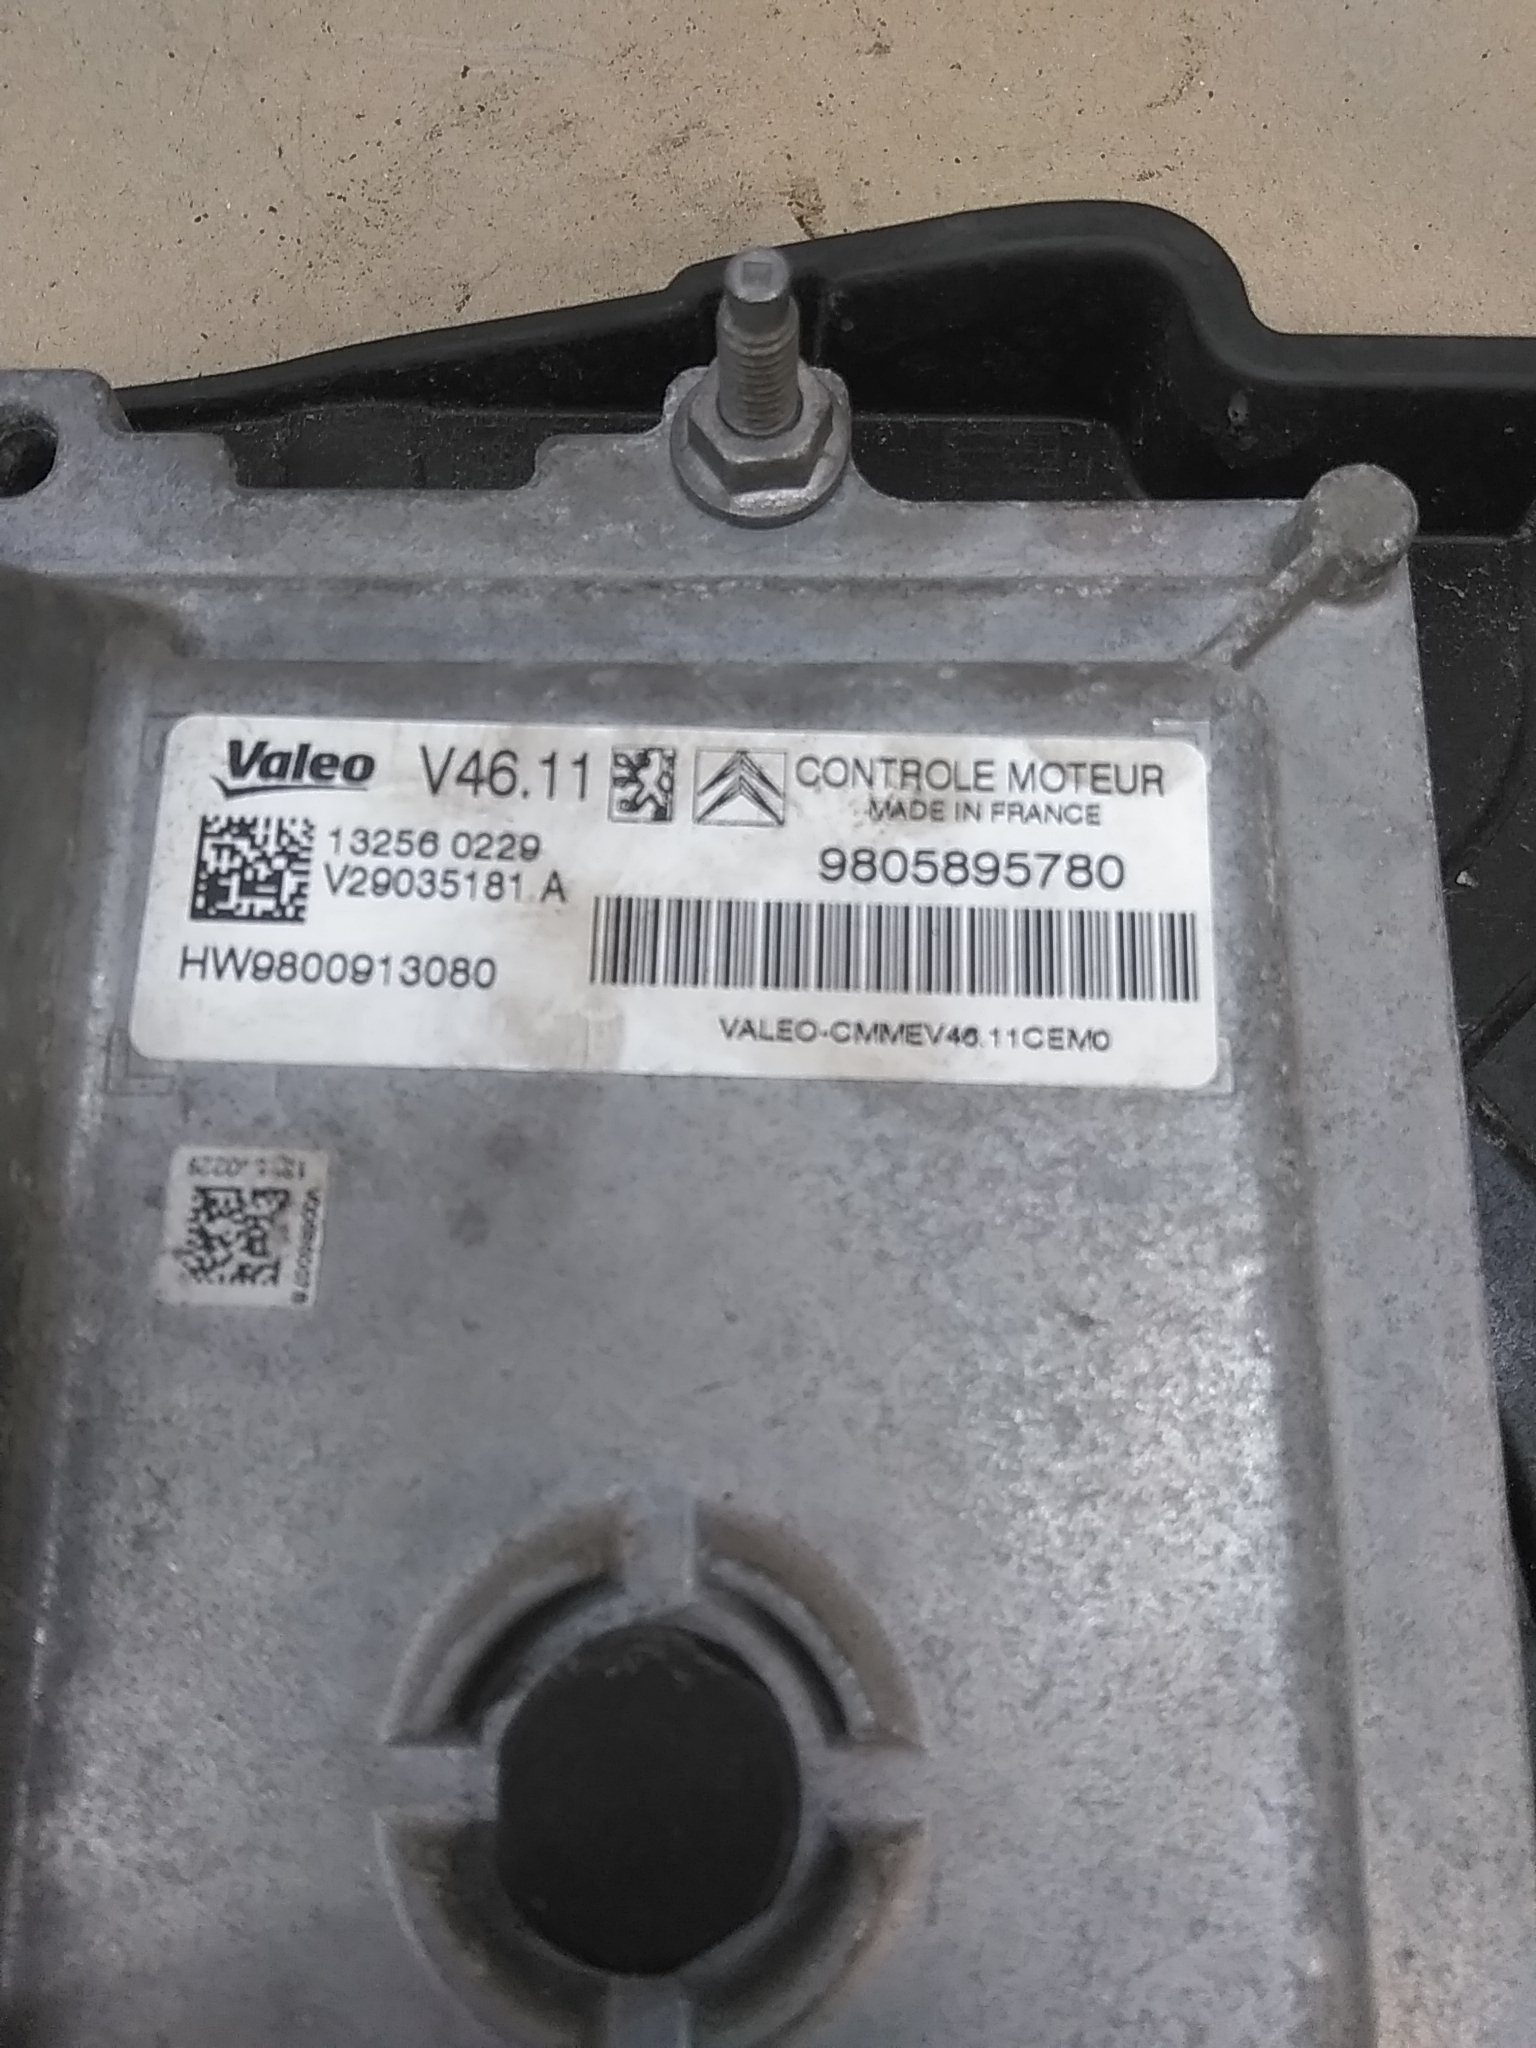 Valeo V46.11 CONTROLE MOTEUR
MADE IN FRANCE
13256 0229
V29035181.A
9805895780
HW9800913080
VALEO-CMMEV46.11CEM0